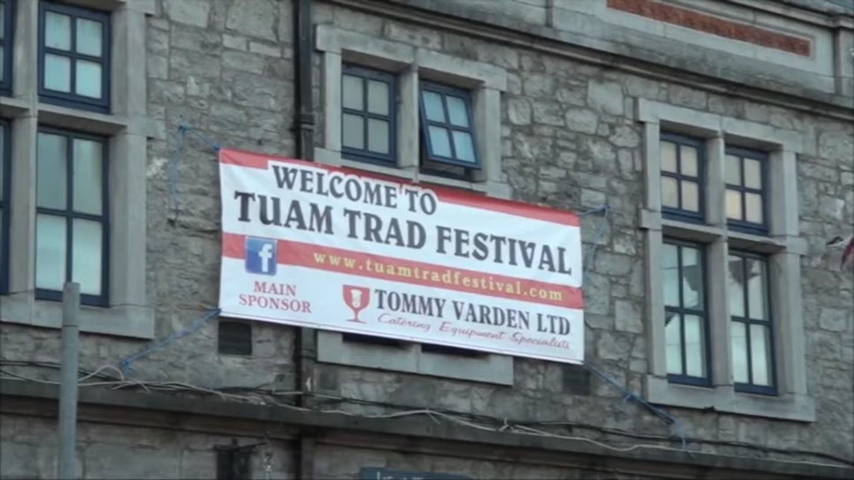 WELCOME TO
TUAM TRAD FESTIVAL
f www.tuamtradfestival.com
MAIN
SPONSOR
TOMMY VARDEN LTD
Catering Equipment Specialists